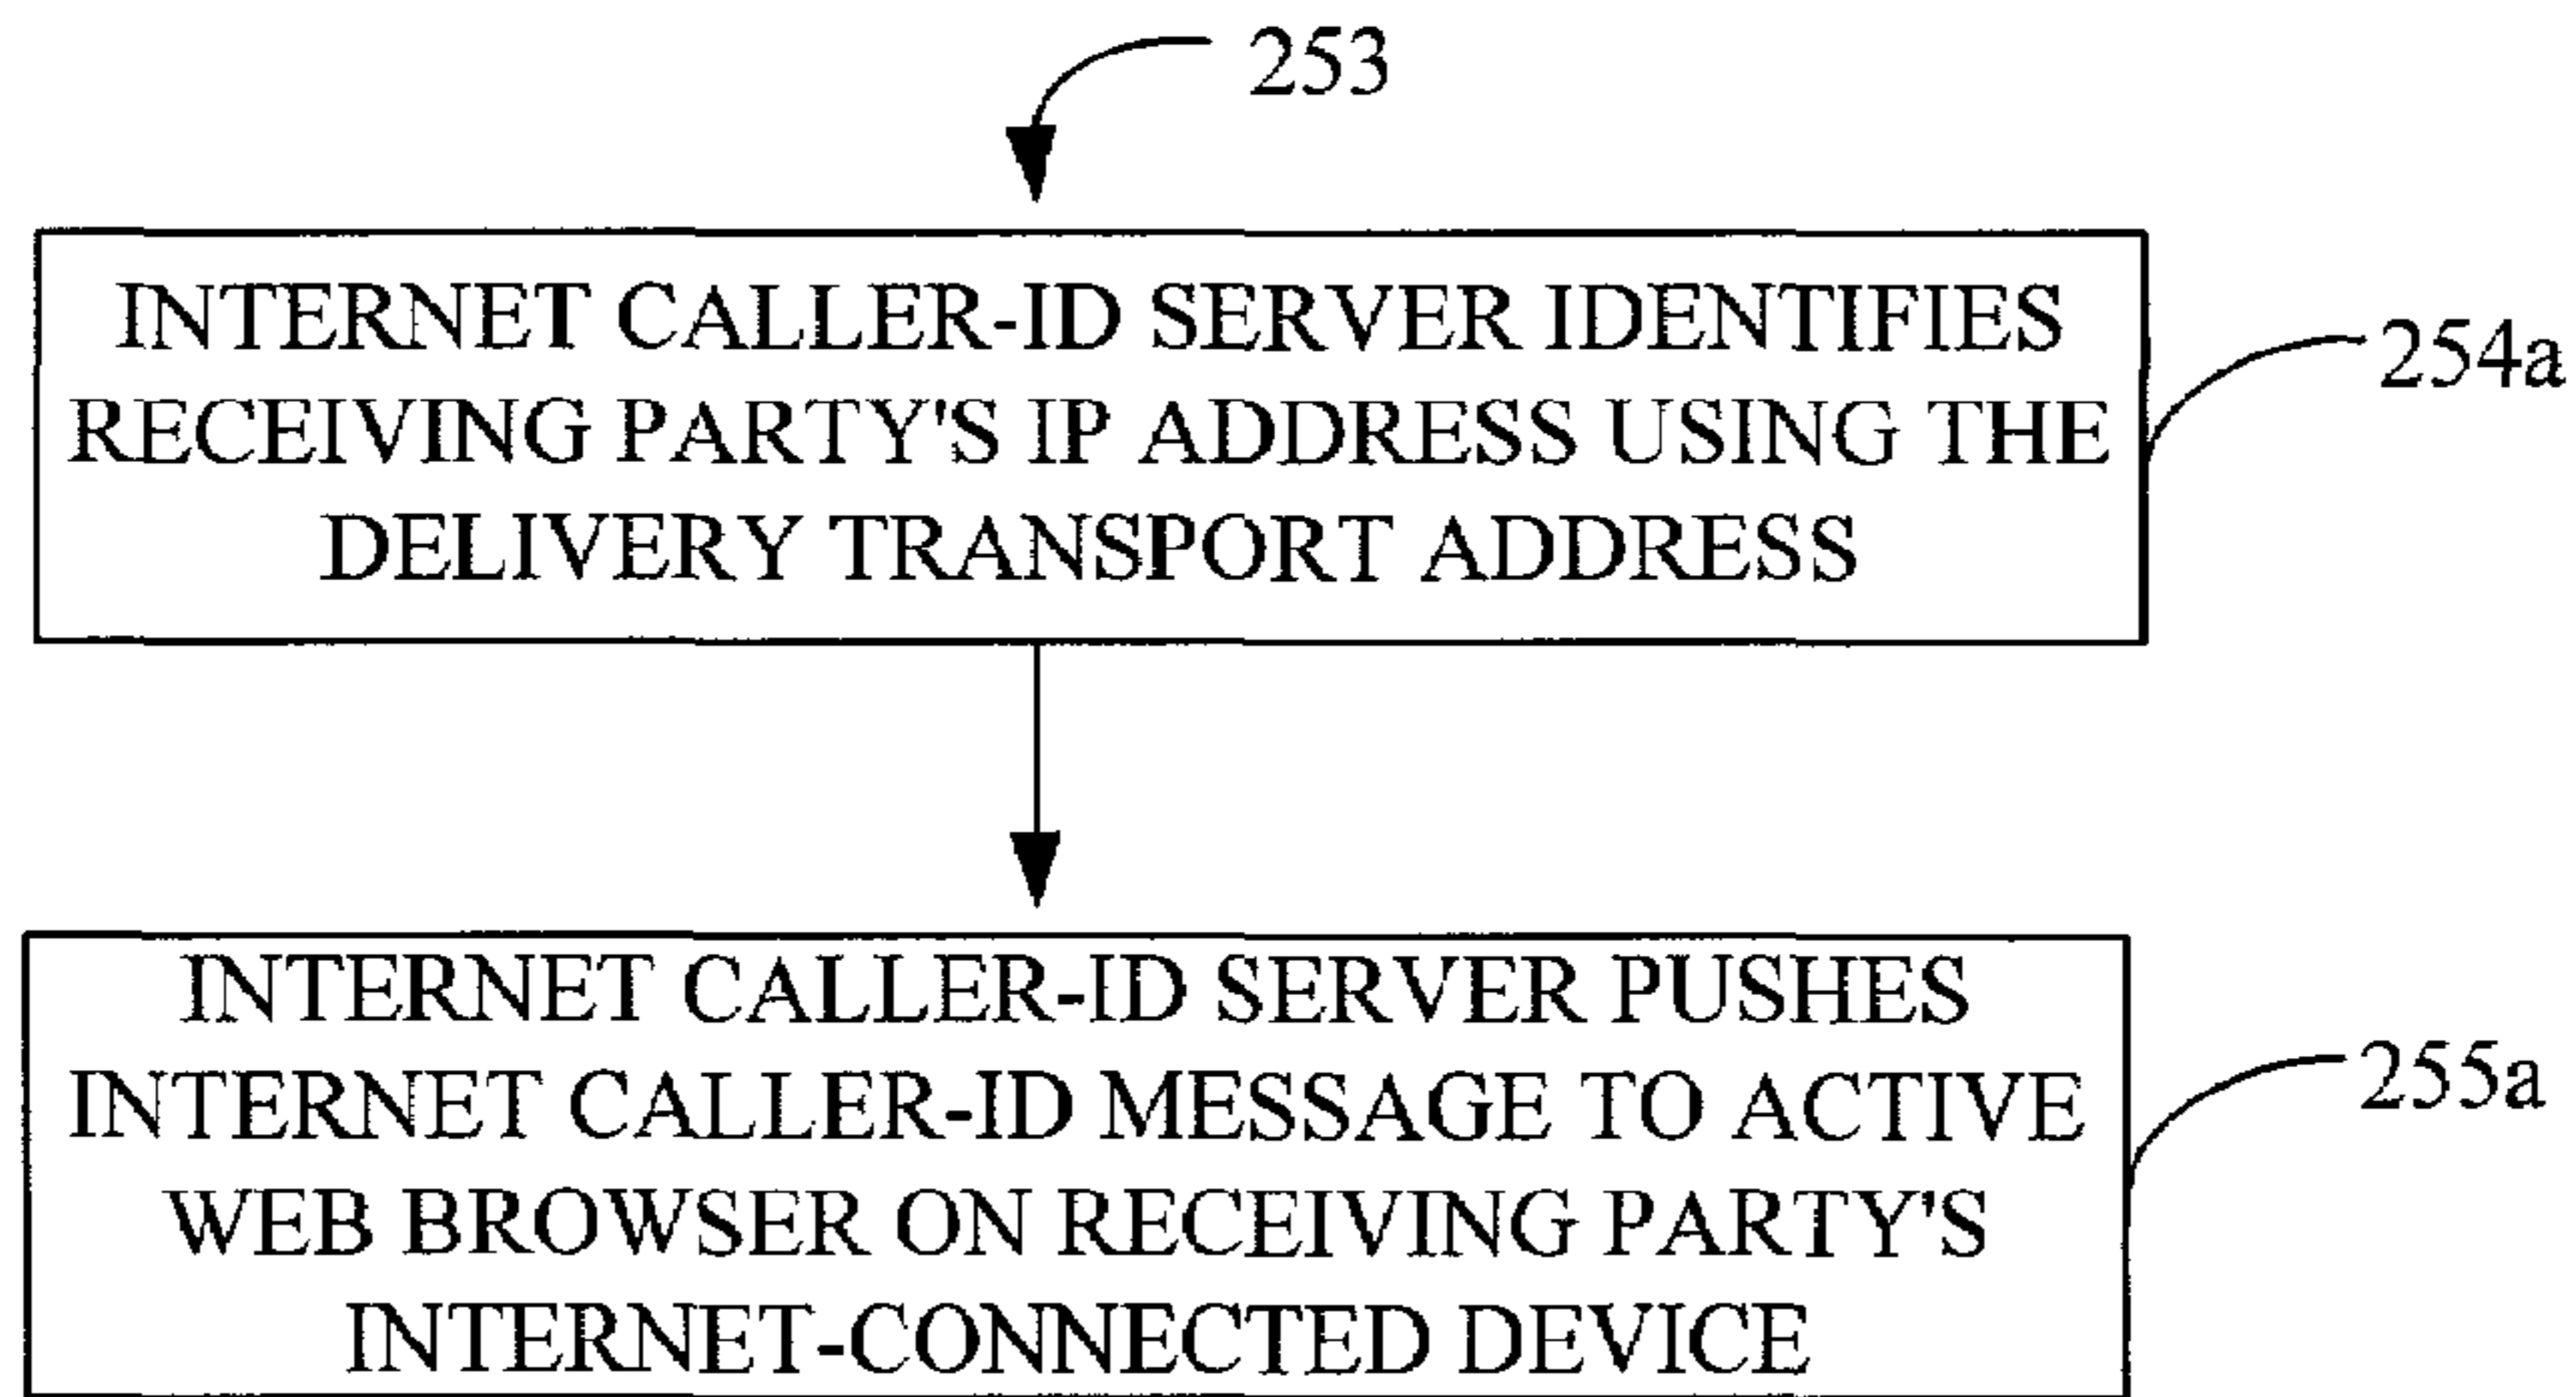 253
INTERNET CALLER-ID SERVER IDENTIFIES
RECEIVING PARTY'S IP ADDRESS USING THE
DELIVERY TRANSPORT ADDRESS
254a
INTERNET CALLER-ID SERVER PUSHES
INTERNET CALLER-ID MESSAGE TO ACTIVE
WEB BROWSER ON RECEIVING PARTY'S
INTERNET-CONNECTED DEVICE
255a